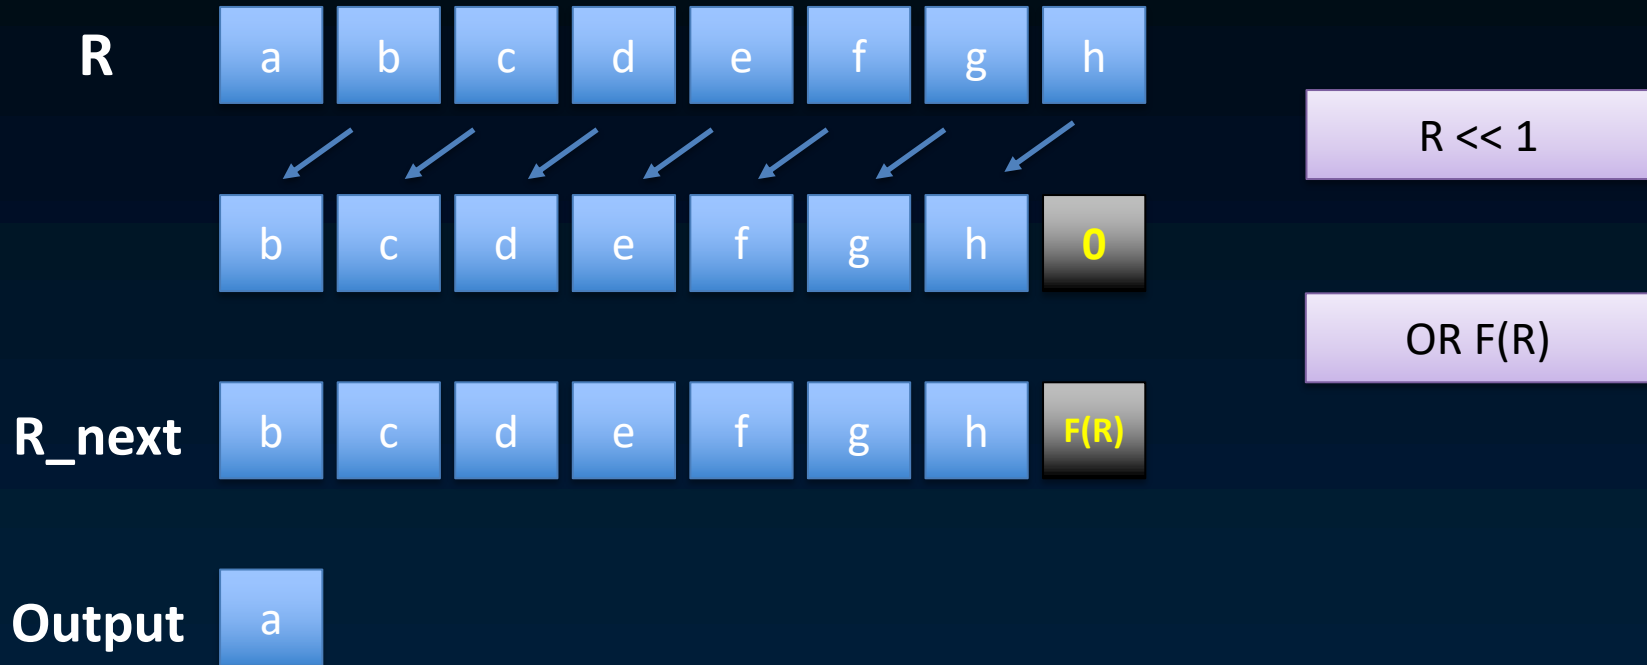 R a b c d e f g h
R << 1
b c d e f g h 0
OR F(R)
R_next b c d e f g h F(R)
Output a